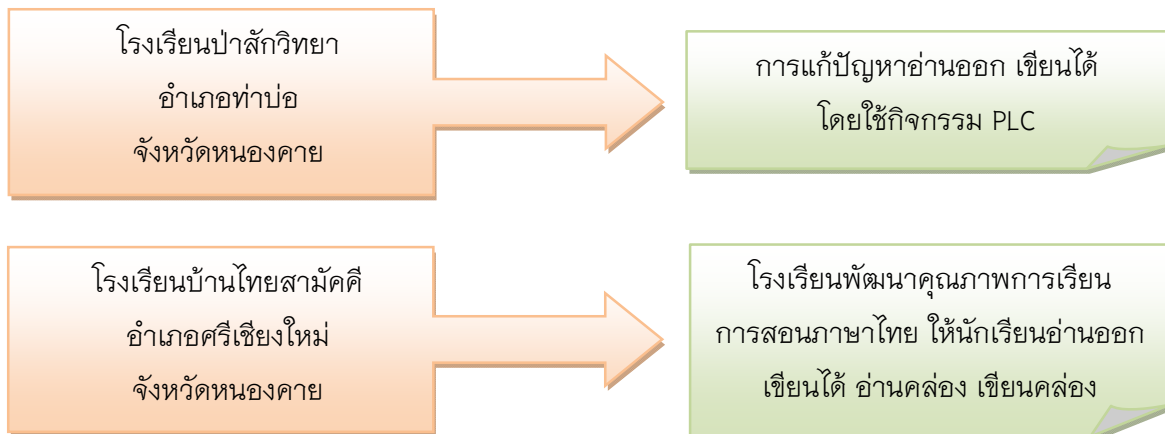 โรงเรียนป่าสักวิทยา
อำเภอท่าบ่อ
จังหวัดหนองคาย
การแก้ปัญหาอ่านออก เขียนได้
โดยใช้กิจกรรม PLC
โรงเรียนบ้านไทยสามัคคี
อำเภอศรีเชียงใหม่
จังหวัดหนองคาย
โรงเรียนพัฒนาคุณภาพการเรียน
การสอนภาษาไทย ให้นักเรียนอ่านออก
เขียนได้ อ่านคล่อง เขียนคล่อง